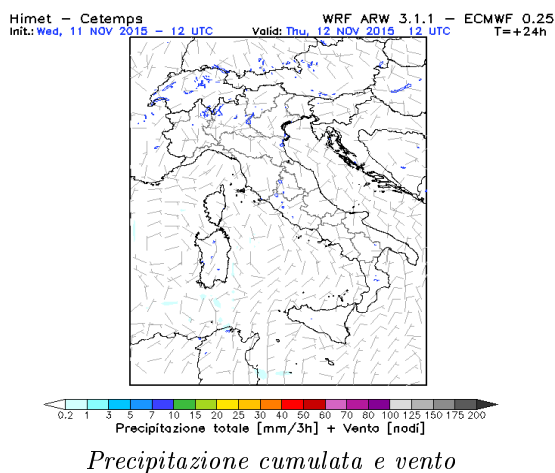 Himet – Cetemps WRF ARW 3.1.1 – ECMWF 0.25
Init.: Wed, 11 NOV 2015 – 12 UTC Valid: Thu, 12 NOV 2015 12 UTC T=+24h
0.2 1 3 5 7 10 15 20 25 30 40 50 60 70 80 100 125 150 175 200
Precipitazione totale [mm/3h] + Vento [nodi]
Precipitazione cumulata e vento